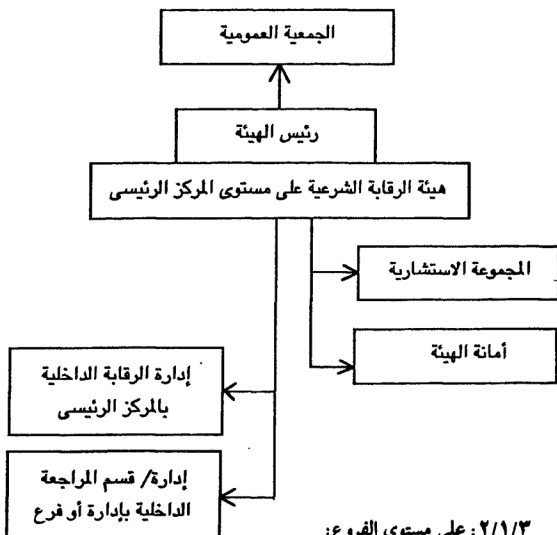 الجمعية العمومية
رئيس الهيئة
هيئة الرقابة الشرعية على مستوى المركز الرئيسى
المجموعة الاستشارية
أمانة الهيئة
إدارة الرقابة الداخلية
بالمركز الرئيسى
إدارة/ قسم المراجعة
الداخلية بإدارة أو فرع
٢/١/٣ : على مستوى الفروع: